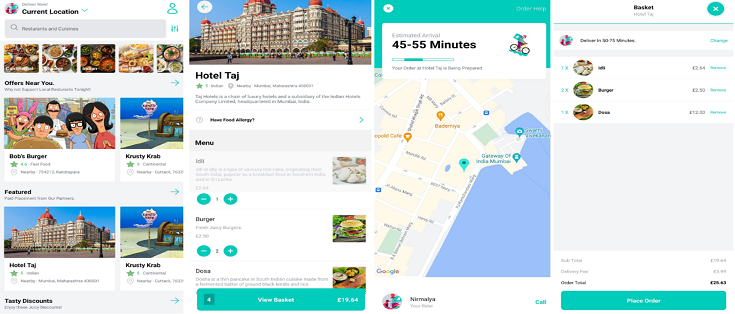 Deliver Now!
Current Location
Restaurants and Cuisines
Indian
Offers Near You.
Why not Support Local Restaurants Tonight!
Bob's Burger
4.6 · Fast Food
Nearby · 754212, Kendrapara
Krusty Krab
5 · Continental
Nearby · Cuttack, 7535
Featured
Paid Placement from Our Partners.
Hotel Taj
5 · Indian
Nearby · Mumbai, Maharashtra 400001
Krusty Krab
5 · Continental
Nearby · Cuttack, 7535
Tasty Discounts
Enjoy these Juicy Discounts!
Hotel Taj
5 · Indian
Nearby · Mumbai, Maharashtra 400001
Taj Hotels is a chain of luxury hotels and a subsidiary of the Indian Hotels
Company Limited, headquartered in Mumbai, India.
Have Food Allergy?
Menu
Idli
Idli or idly is a type of savoury rice cake, originating from
South India, popular as a breakfast food in Southern India
and in Sri Lanka
£2.64
1
Burger
Fresh Juicy Burgers
£2.50
2
Dosa
Dosha is a thin pancake in South Indian cuisine made from
a fermented batter of ground black lentils and rice
4
View Basket
£19.64
Order Help
Estimated Arrival
45-55 Minutes
Your Order at Hotel Taj is Being Prepared
Bademiya
Leopold Cafe
Gateway Of
India Mumbai
Swami
Vivekanan
Google
Nirmalya
Your Rider
Call
Basket
Hotel Taj
Deliver in 50-75 Minutes.
Change
1 X
Idli
£2.64
Remove
2 X
Burger
£2.50
Remove
1 X
Dosa
£12.00
Remove
Sub Total
£19.64
Delivery Fee
£5.99
Order Total
£25.63
Place Order